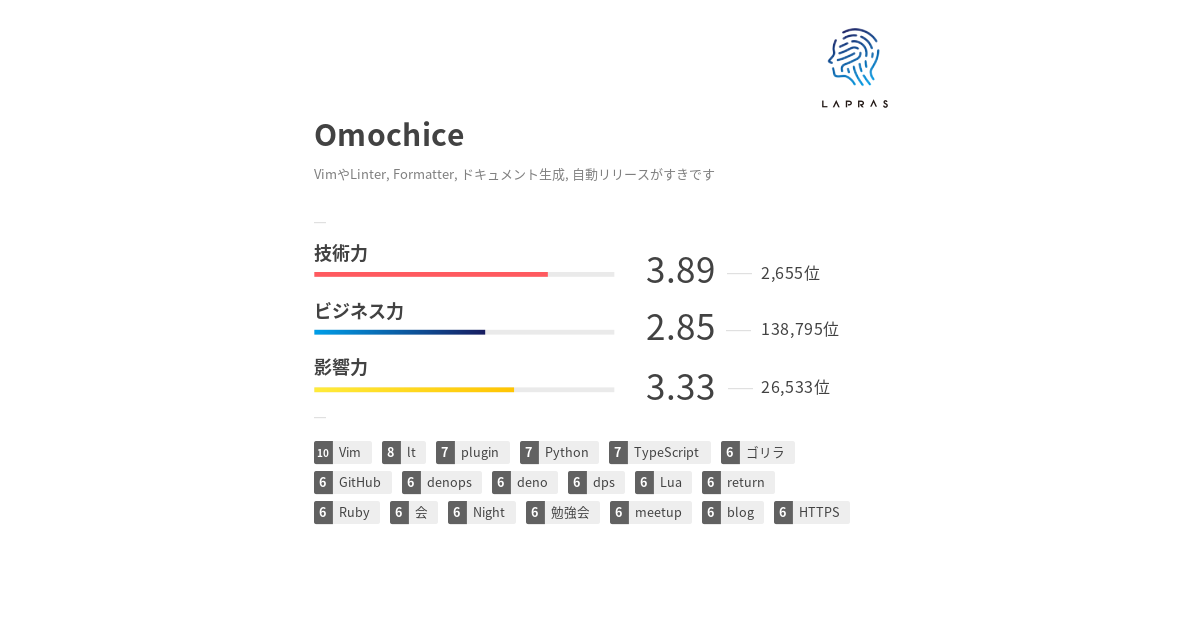 LAPRAS
Omochice
VimやLinter, Formatter, ドキュメント生成, 自動リリースがすきです
技術力
3.89 2,655位
ビジネス力
2.85 138,795位
影響力
3.33 26,533位
10 Vim 8 lt 7 plugin 7 Python 7 TypeScript 6 ゴリラ
6 GitHub 6 denops 6 deno 6 dps 6 Lua 6 return
6 Ruby 6 会 6 Night 6 勉強会 6 meetup 6 blog 6 HTTPS